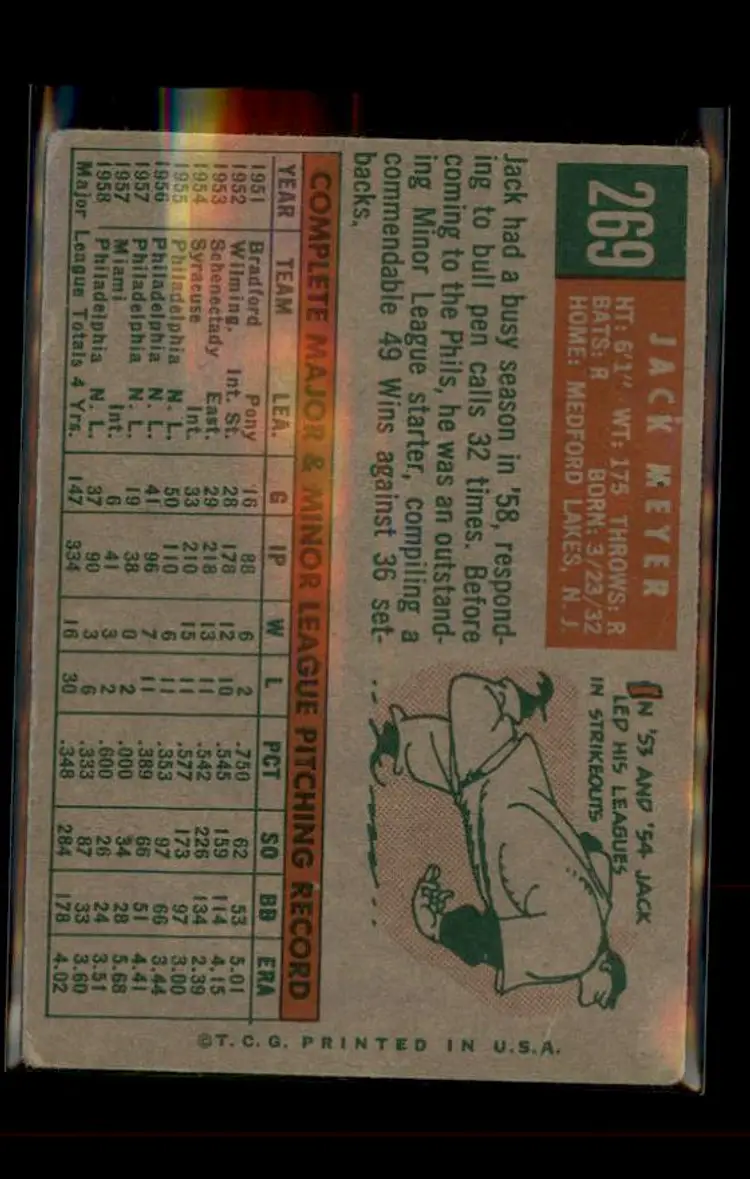 269
JACK MEYER
HT: 6'1" WT: 175 THROWS: R
BATS: R BORN: 3/23/32
HOME: MEDFORD LAKES, N. J.
Jack had a busy season in '58, respond-
ing to bull pen calls 32 times. Before
coming to the Phils, he was an outstand-
ing Minor League starter, compiling a
commendable 49 Wins against 36 set-
backs.
IN '53 AND '54 JACK
LED HIS LEAGUES
IN STRIKEOUTS
COMPLETE MAJOR & MINOR LEAGUE PITCHING RECORD
YEAR TEAM LEA. G IP W L PCT SO BB ERA
1951 Bradford Pony 16 88 6 2 .750 62 53 5.01
1952 Wilming. Int. St. 28 178 12 10 .545 159 114 4.15
1953 Schenectady East. 29 218 13 11 .542 226 134 2.39
1954 Syracuse Int. 33 210 15 11 .577 173 97 3.00
1955 Philadelphia N. L. 50 110 6 11 .353 97 66 3.44
1956 Philadelphia N. L. 41 96 7 11 .389 66 51 4.41
1957 Philadelphia N. L. 19 38 0 2 .000 34 28 5.68
1957 Miami Int. 6 41 3 2 .600 26 24 3.51
1958 Philadelphia N. L. 37 90 3 6 .333 87 33 3.60
Major League Totals 4 Yrs. 147 334 16 30 .348 284 178 4.02
©T. C. G. PRINTED IN U.S.A.